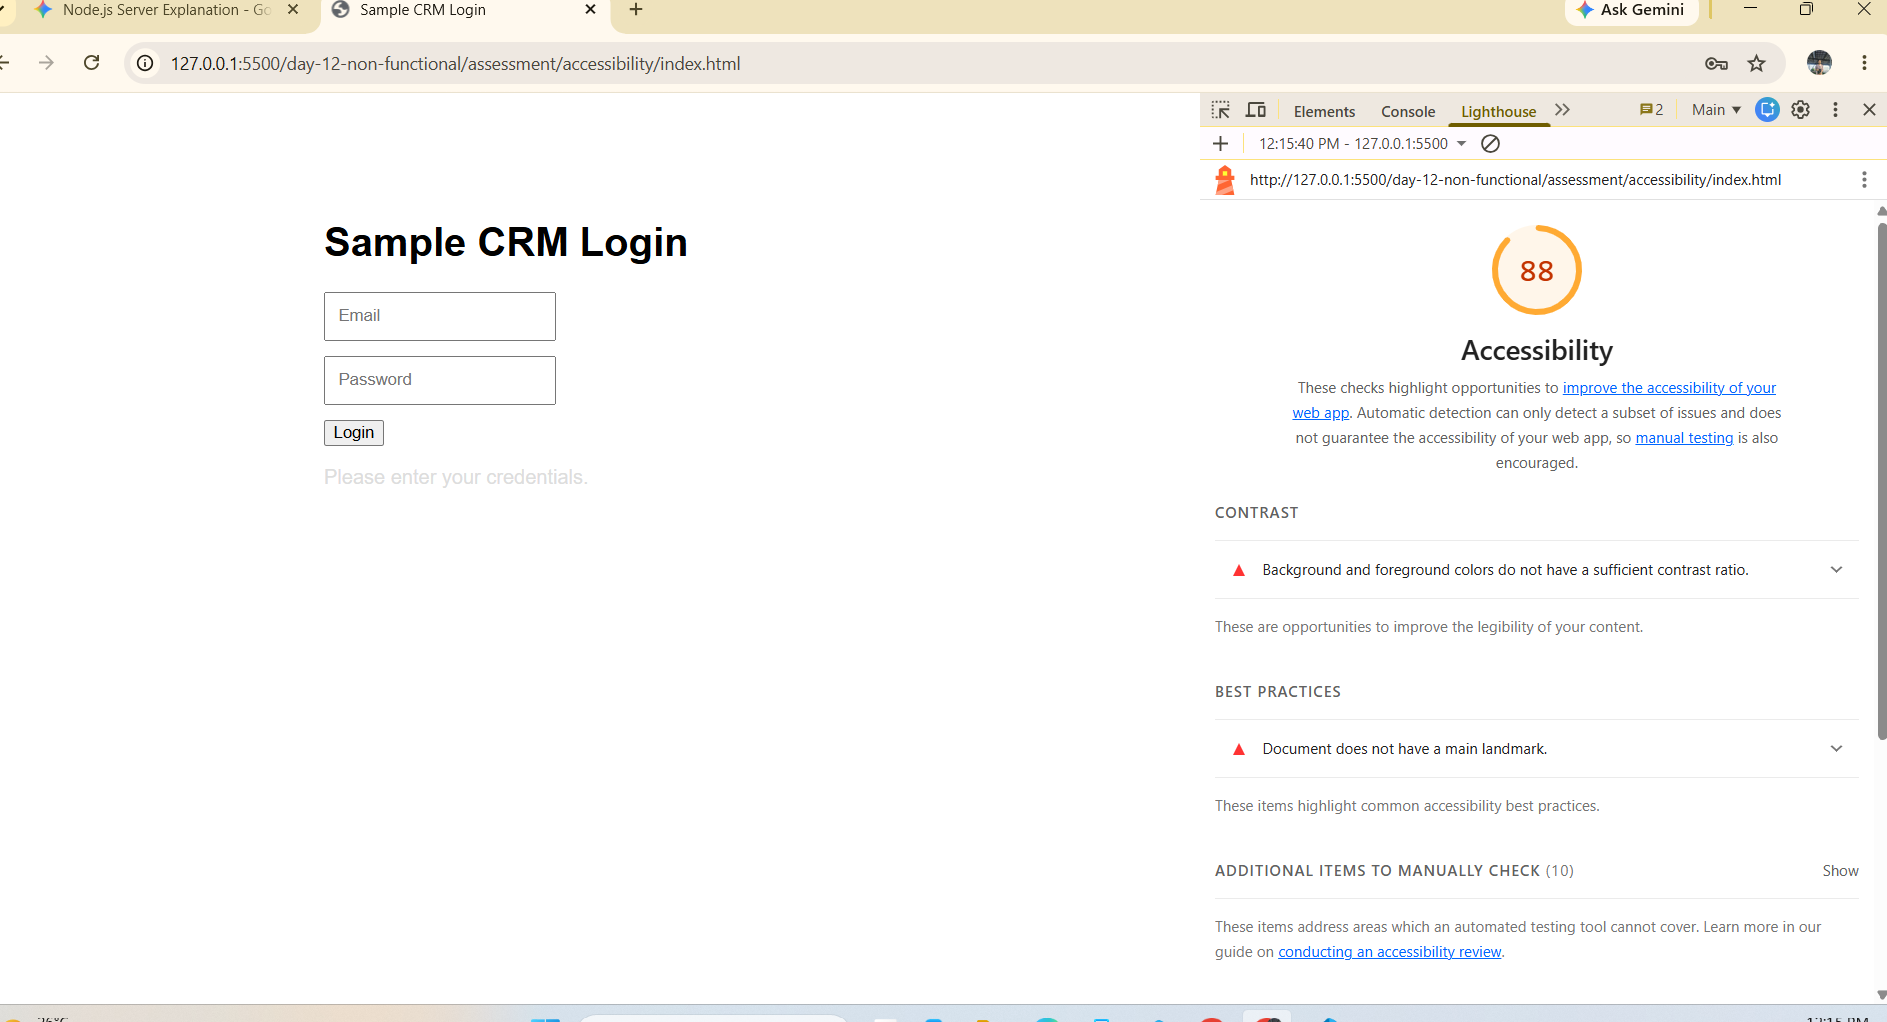 Node.js Server Explanation - Go
Sample CRM Login
Ask Gemini
127.0.0.1:5500/day-12-non-functional/assessment/accessibility/index.html
Sample CRM Login
Email
Password
Login
Please enter your credentials.
Elements Console Lighthouse 2 Main
12:15:40 PM - 127.0.0.1:5500
http://127.0.0.1:5500/day-12-non-functional/assessment/accessibility/index.html
88
Accessibility
These checks highlight opportunities to improve the accessibility of your
web app. Automatic detection can only detect a subset of issues and does
not guarantee the accessibility of your web app, so manual testing is also
encouraged.
CONTRAST
Background and foreground colors do not have a sufficient contrast ratio.
These are opportunities to improve the legibility of your content.
BEST PRACTICES
Document does not have a main landmark.
These items highlight common accessibility best practices.
ADDITIONAL ITEMS TO MANUALLY CHECK (10) Show
These items address areas which an automated testing tool cannot cover. Learn more in our
guide on conducting an accessibility review.